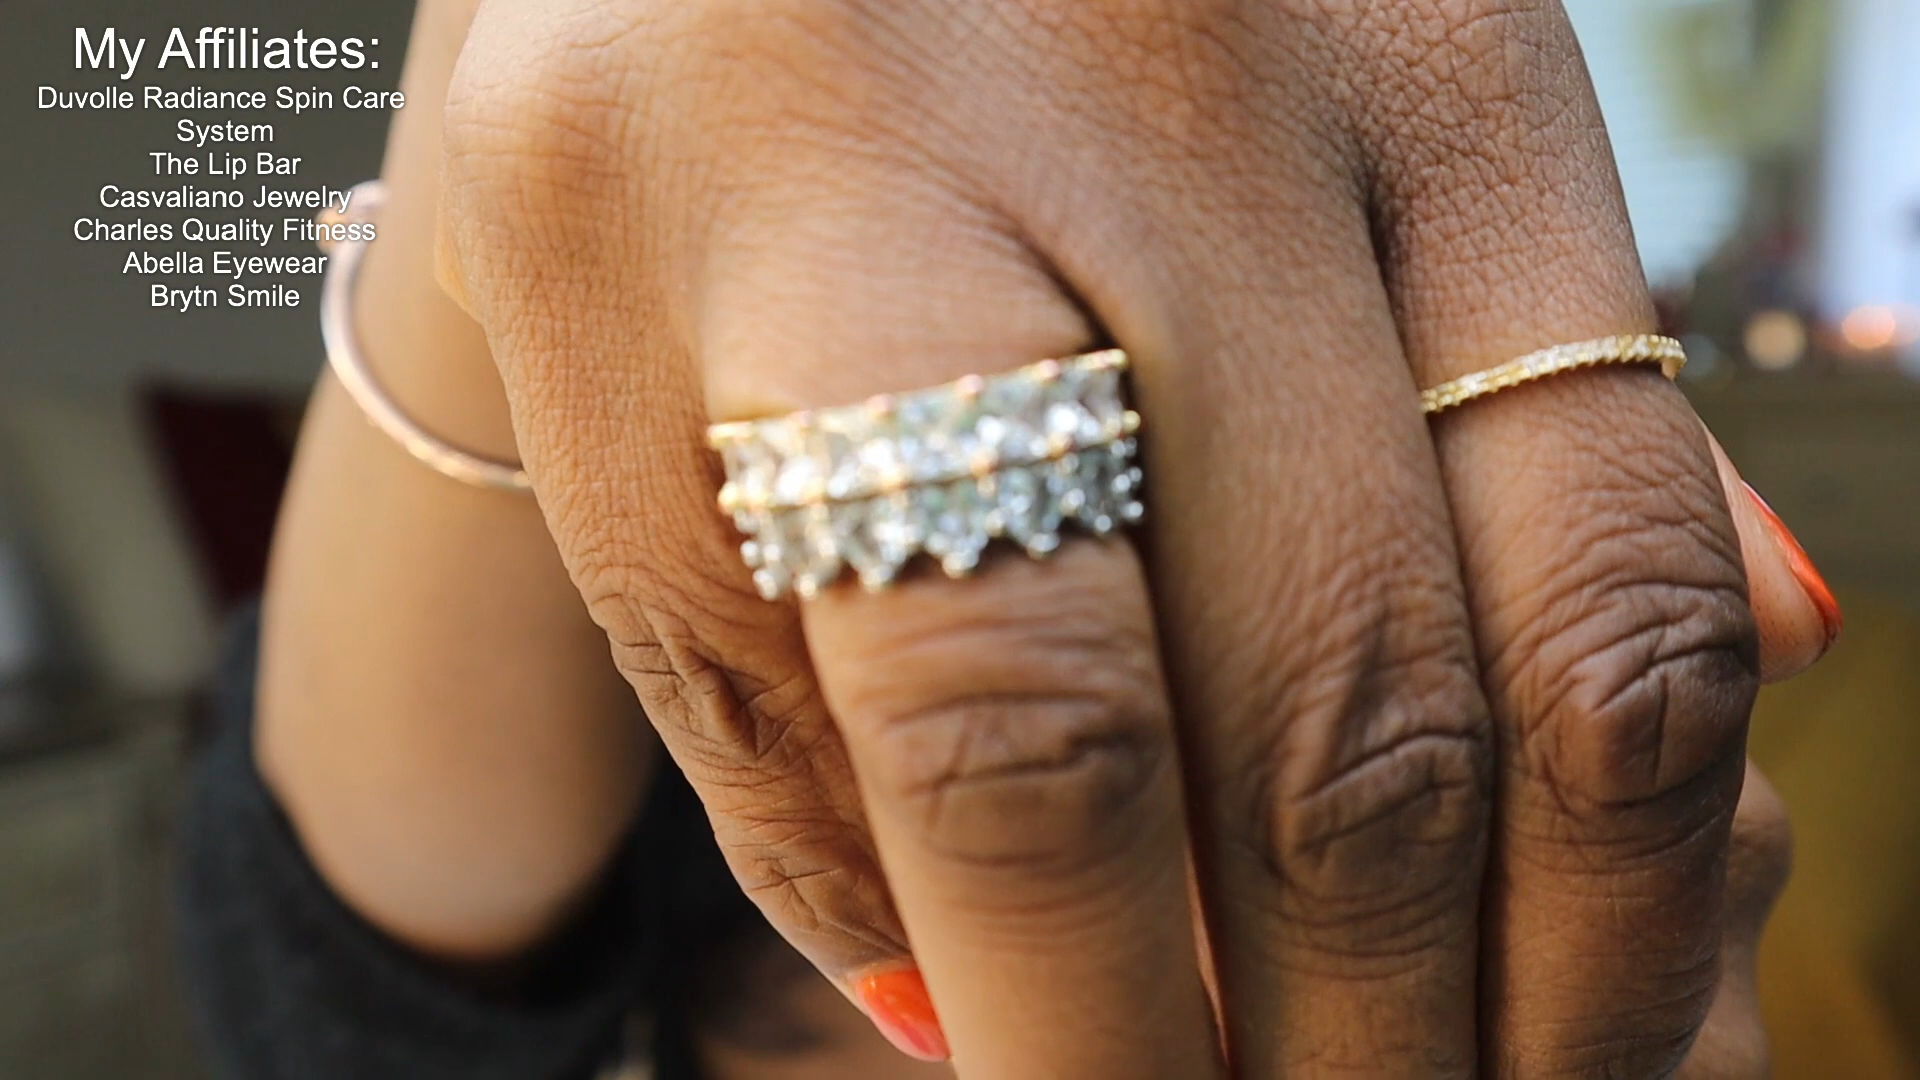 My Affiliates:
Duvolle Radiance Spin Care
System
The Lip Bar
Casvaliano Jewelry
Charles Quality Fitness
Abella Eyewear
Brytn Smile